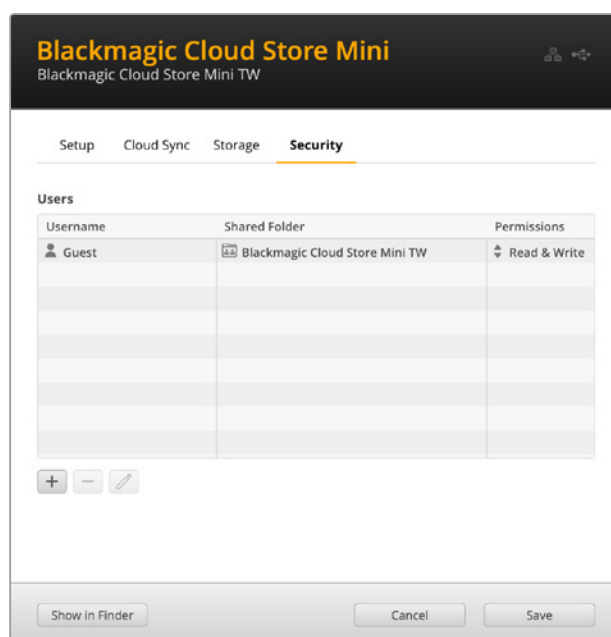 Blackmagic Cloud Store Mini
Blackmagic Cloud Store Mini TW
Setup Cloud Sync Storage Security
Users
Username Shared Folder Permissions
Guest Blackmagic Cloud Store Mini TW Read & Write
Show in Finder Cancel Save